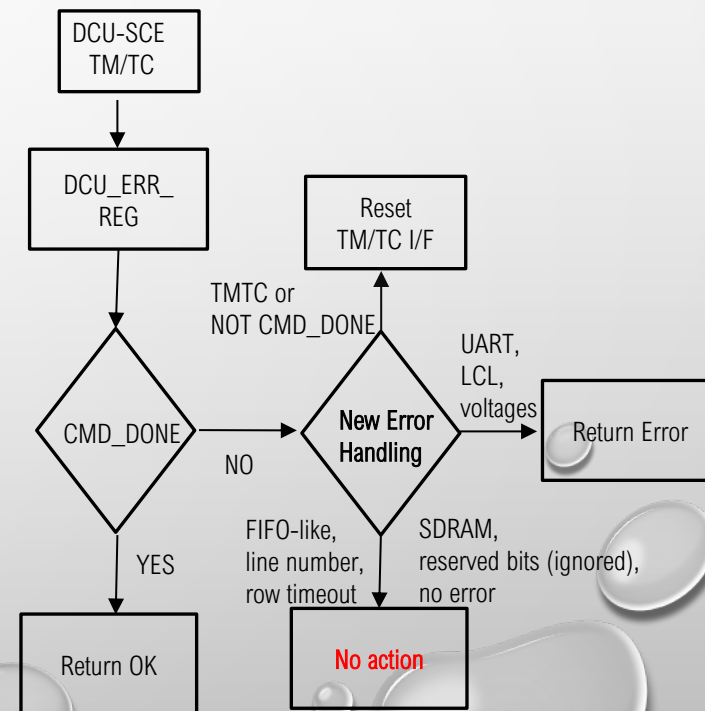 DCU-SCE
TM/TC
DCU_ERR_
REG
Reset
TM/TC I/F
TMTC or
NOT CMD_DONE
UART,
LCL,
voltages
CMD_DONE
NO
New Error
Handling
Return Error
YES
FIFO-like,
line number,
row timeout
SDRAM,
reserved bits (ignored),
no error
Return OK
No action